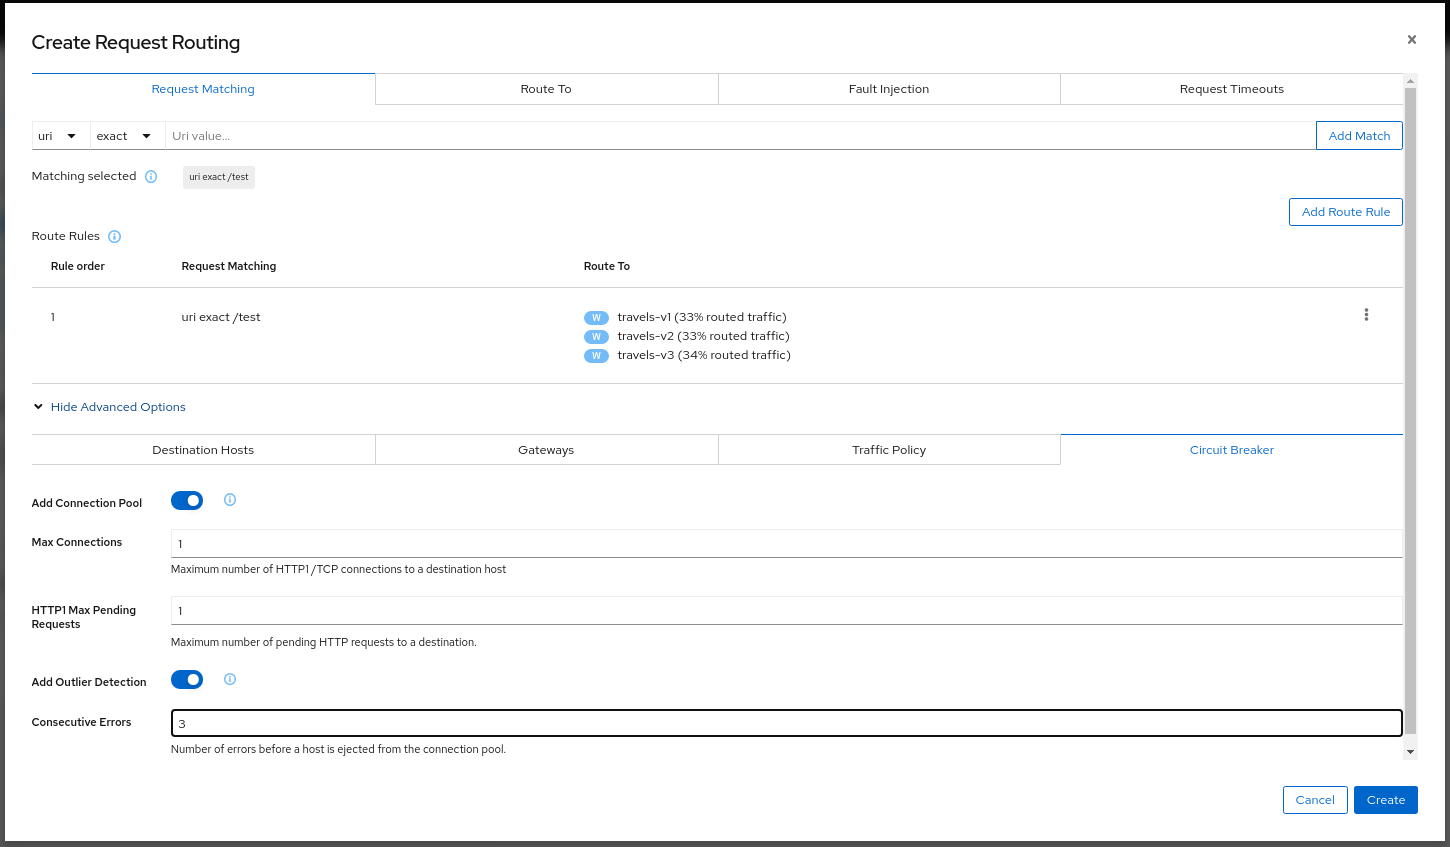 Create Request Routing
Request Matching
Route To
Fault Injection
Request Timeouts
uri
exact
Uri value...
Add Match
Matching selected
uri exact /test
Add Route Rule
Route Rules
Rule order
Request Matching
Route To
1
uri exact /test
W travels-v1 (33% routed traffic)
W travels-v2 (33% routed traffic)
W travels-v3 (34% routed traffic)
Hide Advanced Options
Destination Hosts
Gateways
Traffic Policy
Circuit Breaker
Add Connection Pool
Max Connections
1
Maximum number of HTTP1/TCP connections to a destination host
HTTP1 Max Pending
Requests
1
Maximum number of pending HTTP requests to a destination.
Add Outlier Detection
Consecutive Errors
3
Number of errors before a host is ejected from the connection pool.
Cancel
Create